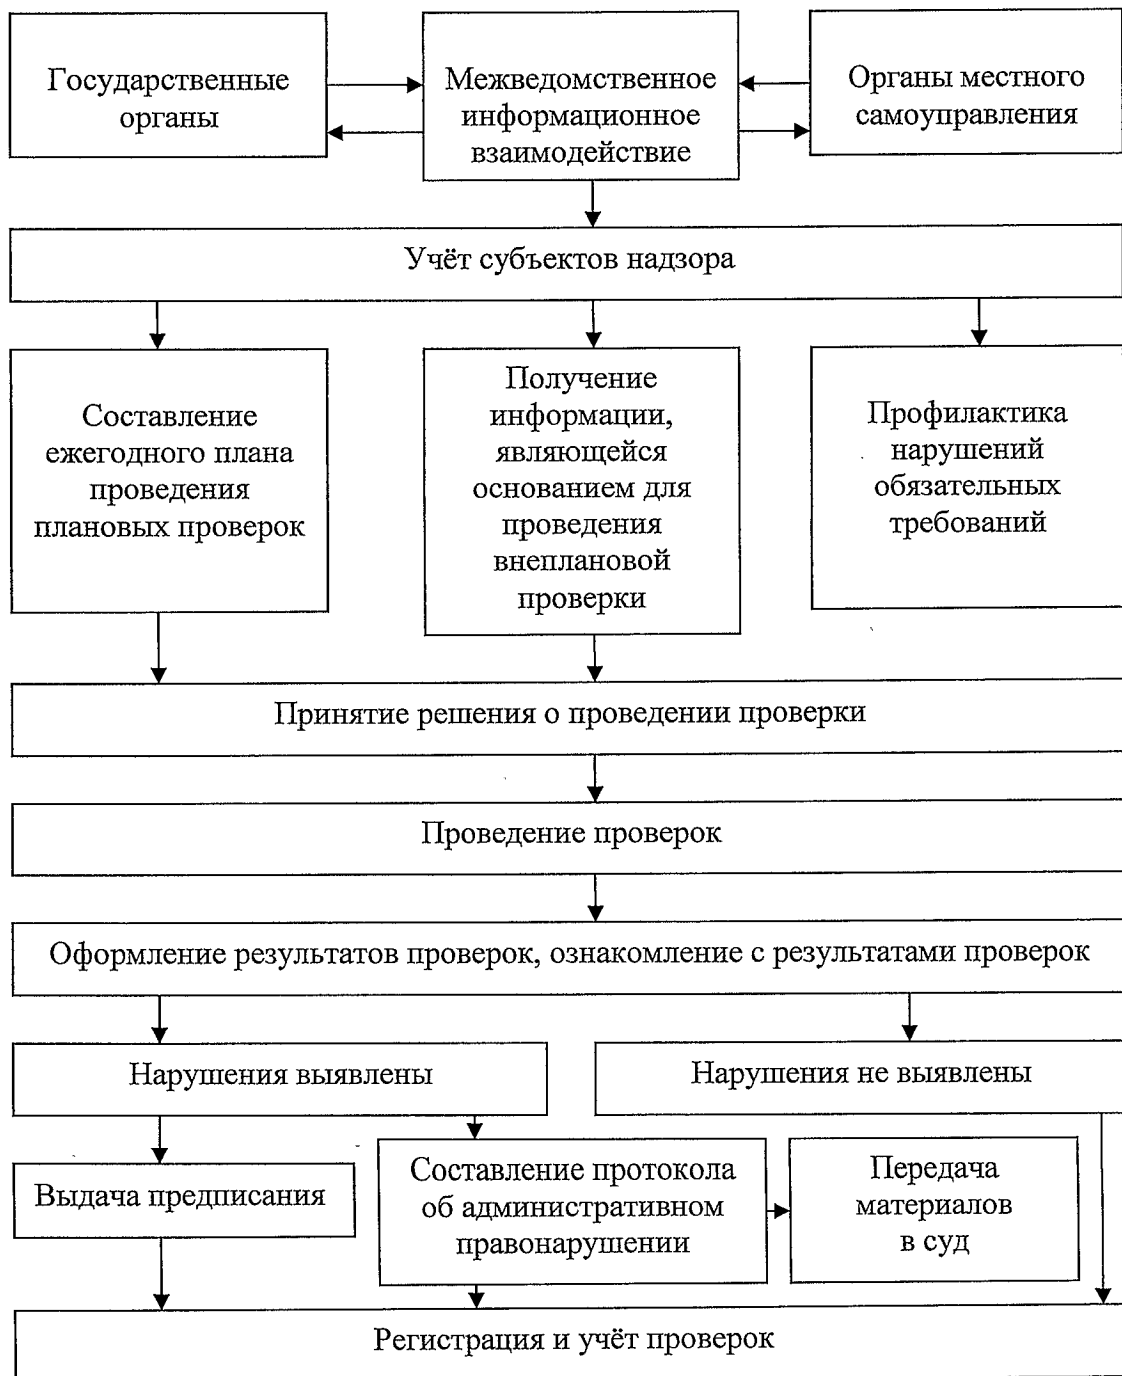 Государственные
органы
Межведомственное
информационное
взаимодействие
Органы местного
самоуправления
Учёт субъектов надзора
Составление
ежегодного плана
проведения
плановых проверок
Получение
информации,
являющейся
основанием для
проведения
внеплановой
проверки
Профилактика
нарушений
обязательных
требований
Принятие решения о проведении проверки
Проведение проверок
Оформление результатов проверок, ознакомление с результатами проверок
Нарушения выявлены
Нарушения не выявлены
Выдача предписания
Составление протокола
об административном
правонарушении
Передача
материалов
в суд
Регистрация и учёт проверок